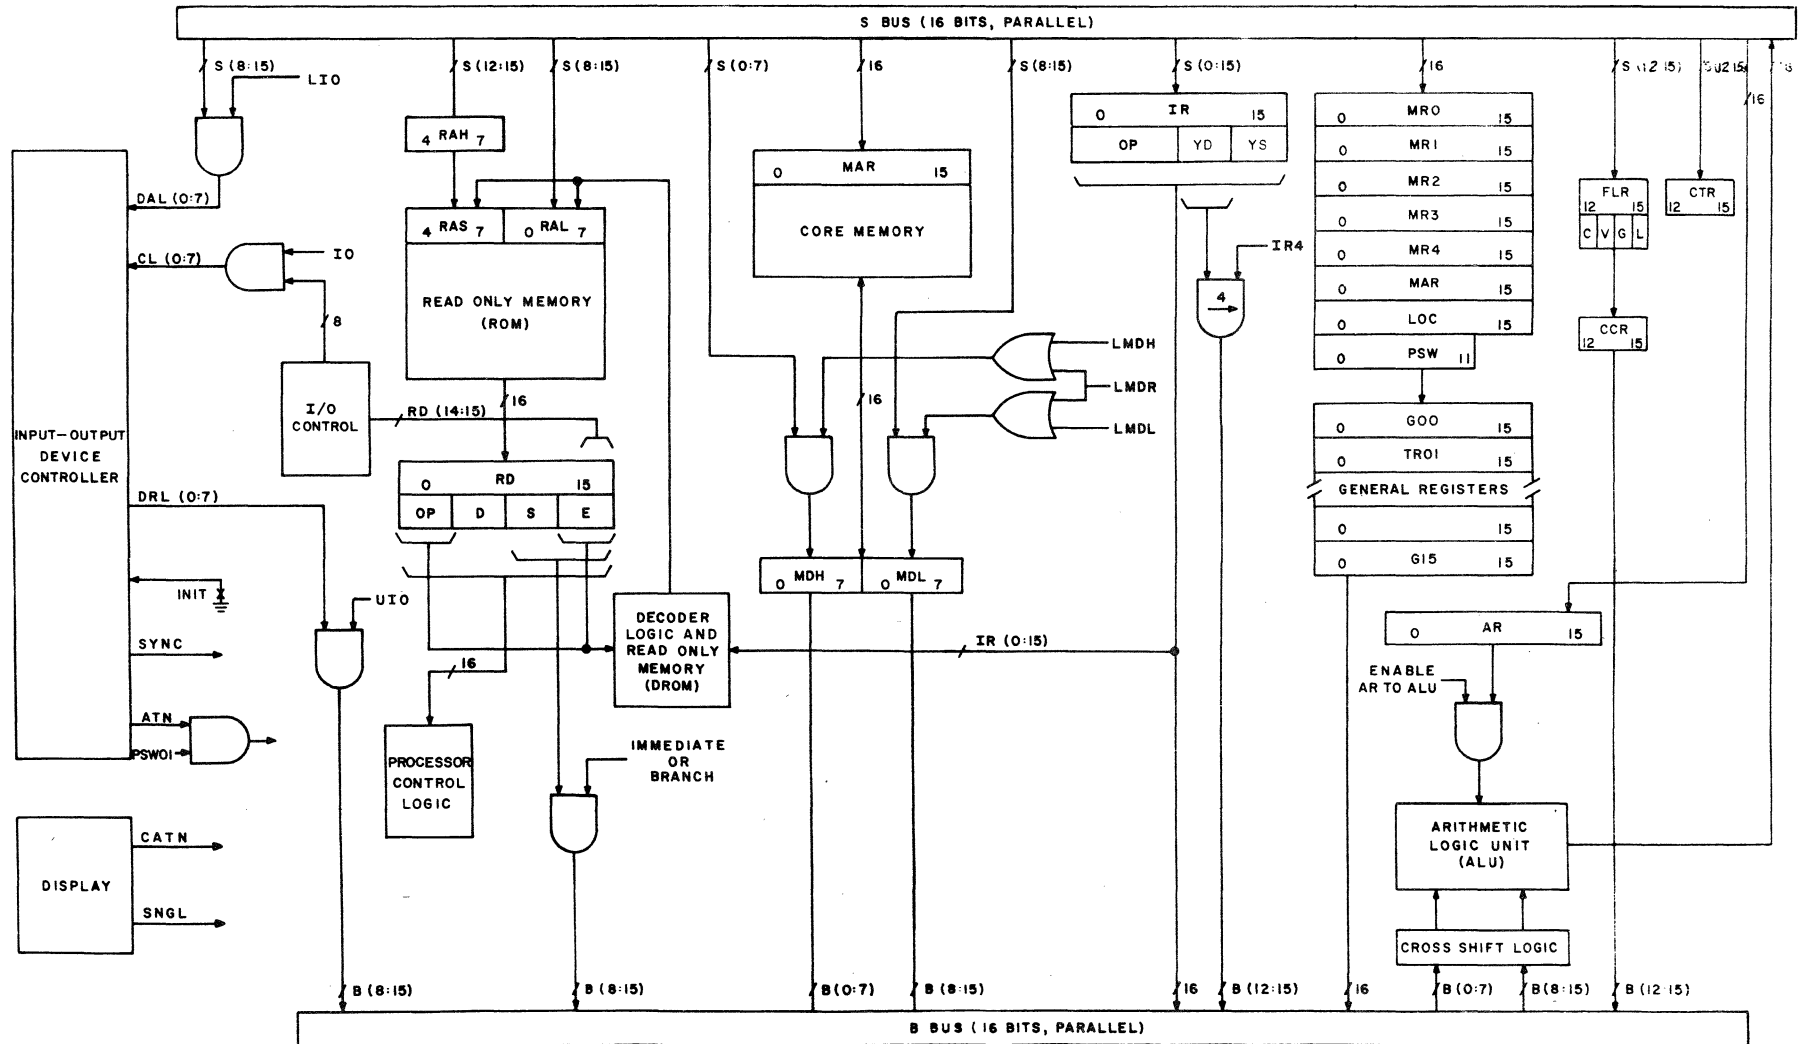 S BUS (16 BITS, PARALLEL)
S (8:15)
S (12:15)
S (8:15)
S (0:7)
16
S (8:15)
S (0:15)
16
S (12 15)
16
LIO
4 RAH 7
0 IR 15
OP YD YS
0 MR0 15
0 MR1 15
0 MR2 15
0 MR3 15
0 MR4 15
0 MAR 15
0 LOC 15
0 PSW 11
FLR
12 15
C V G L
CTR
12 15
CCR
12 15
0 MAR 15
CORE MEMORY
DAL (0:7)
CL (0:7)
IO
8
4 RAS 7
0 RAL 7
READ ONLY MEMORY
(ROM)
16
IR4
4
LMDH
LMDR
LMDL
16
I/O
CONTROL
RD (14:15)
INPUT-OUTPUT
DEVICE
CONTROLLER
0 RD 15
OP D S E
0 GOO 15
0 TRO1 15
GENERAL REGISTERS
0 15
0 G15 15
DRL (0:7)
INIT
UIO
SYNC
ATN
PSWO1
0 MDH 7
0 MDL 7
DECODER
LOGIC AND
READ ONLY
MEMORY
(DROM)
IR (0:15)
16
0 AR 15
ENABLE
AR TO ALU
PROCESSOR
CONTROL
LOGIC
IMMEDIATE
OR
BRANCH
ARITHMETIC
LOGIC UNIT
(ALU)
DISPLAY
CATN
SNGL
CROSS SHIFT LOGIC
B (8:15)
B (8:15)
B (0:7)
B (8:15)
16
B (12:15)
16
B (0:7)
B (8:15)
B (12:15)
B BUS (16 BITS, PARALLEL)